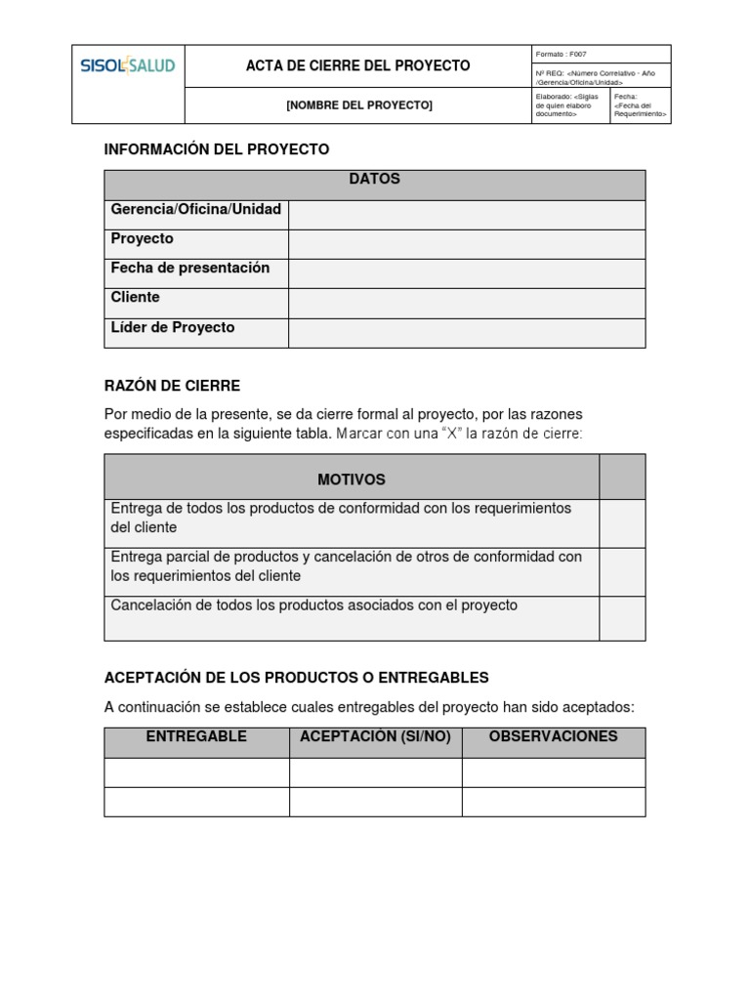 SISOL SALUD
ACTA DE CIERRE DEL PROYECTO
[NOMBRE DEL PROYECTO]
Formato : F007
Nº REQ: <Número Correlativo - Año
/Gerencia/Oficina/Unidad>
Elaborado: <Siglas
de quien elaboro
documento>
Fecha:
<Fecha del
Requerimiento>
INFORMACIÓN DEL PROYECTO
DATOS
Gerencia/Oficina/Unidad
Proyecto
Fecha de presentación
Cliente
Líder de Proyecto
RAZÓN DE CIERRE
Por medio de la presente, se da cierre formal al proyecto, por las razones
especificadas en la siguiente tabla. Marcar con una “X” la razón de cierre:
MOTIVOS
Entrega de todos los productos de conformidad con los requerimientos
del cliente
Entrega parcial de productos y cancelación de otros de conformidad con
los requerimientos del cliente
Cancelación de todos los productos asociados con el proyecto
ACEPTACIÓN DE LOS PRODUCTOS O ENTREGABLES
A continuación se establece cuales entregables del proyecto han sido aceptados:
ENTREGABLE ACEPTACIÓN (SI/NO) OBSERVACIONES